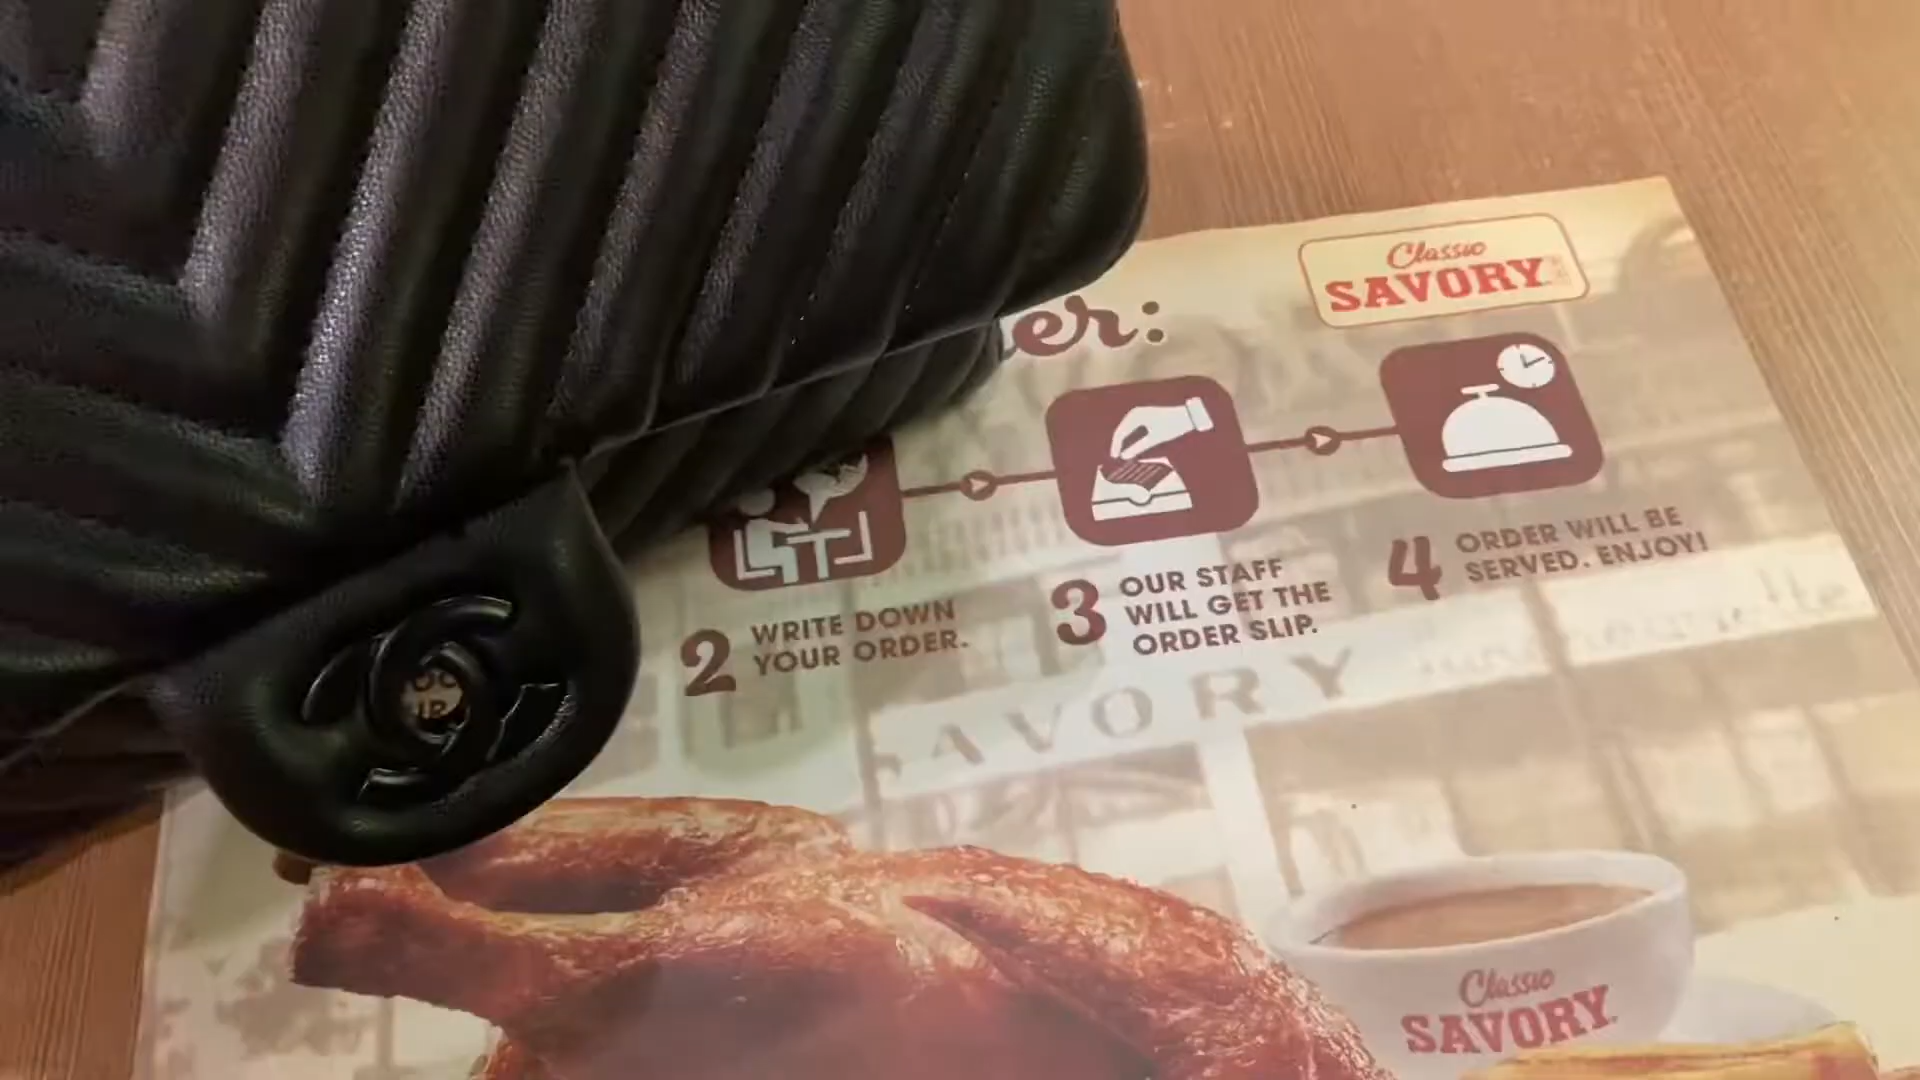 Classic
SAVORY
er:
2 WRITE DOWN
YOUR ORDER.
3 OUR STAFF
WILL GET THE
ORDER SLIP.
4 ORDER WILL BE
SERVED. ENJOY!
SAVORY
Classic
SAVORY